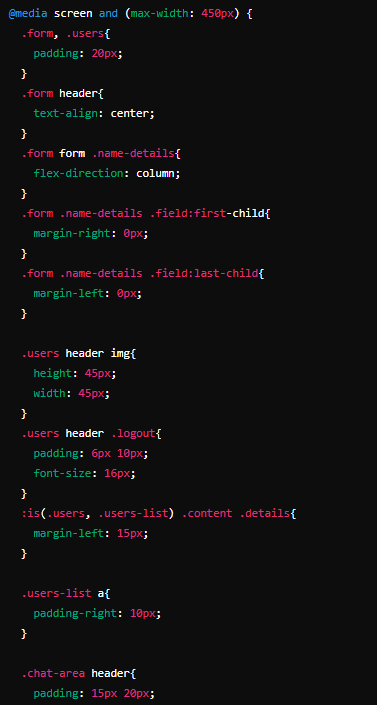 @media screen and (max-width: 450px) {
.form, .users{
padding: 20px;
}
.form header{
text-align: center;
}
.form form .name-details{
flex-direction: column;
}
.form .name-details .field:first-child{
margin-right: 0px;
}
.form .name-details .field:last-child{
margin-left: 0px;
}
.users header img{
height: 45px;
width: 45px;
}
.users header .logout{
padding: 6px 10px;
font-size: 16px;
}
:is(.users, .users-list) .content .details{
margin-left: 15px;
}
.users-list a{
padding-right: 10px;
}
.chat-area header{
padding: 15px 20px;